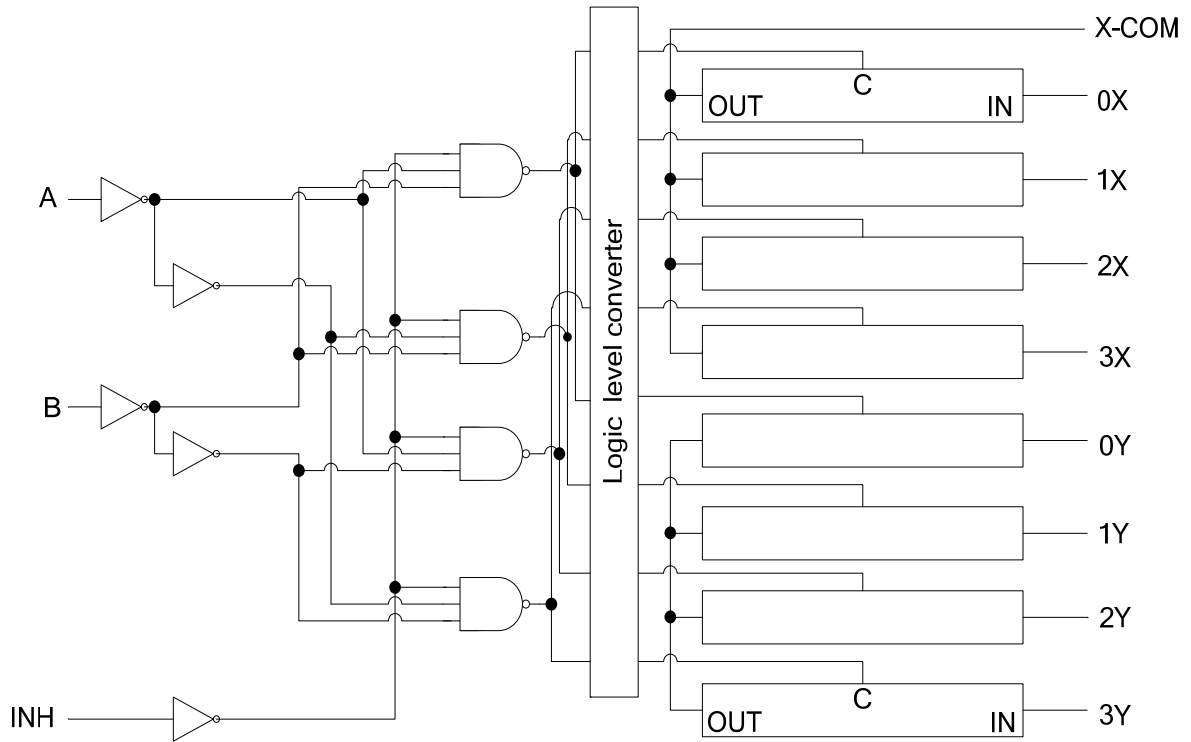 X-COM
C
OUT IN
0X
A
1X
2X
3X
B
Logic level converter
0Y
1Y
2Y
INH
C
OUT IN
3Y